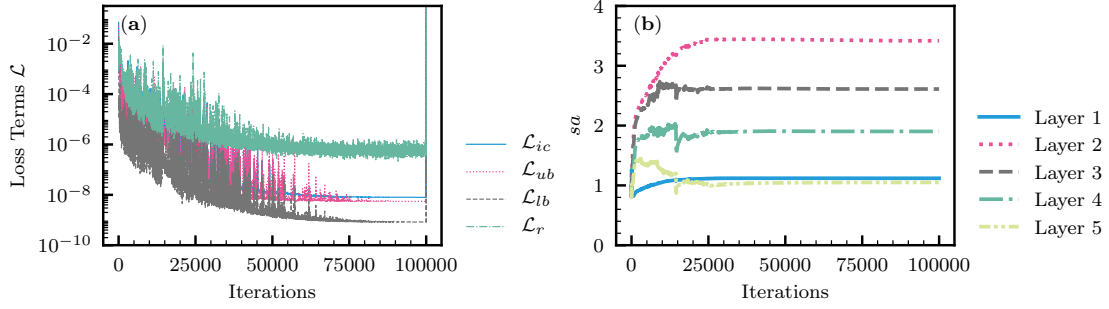 (a)
Loss Terms ℒ
10⁻²
10⁻⁴
10⁻⁶
10⁻⁸
10⁻¹⁰
0 25000 50000 75000 100000
Iterations
ℒ_ic
ℒ_ub
ℒ_lb
ℒ_r
(b)
sa
4
3
2
1
0
0 25000 50000 75000 100000
Iterations
Layer 1
Layer 2
Layer 3
Layer 4
Layer 5